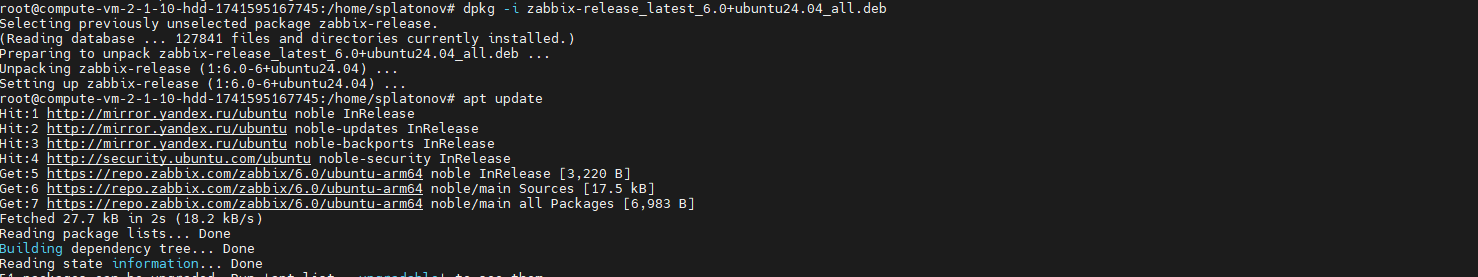 root@compute-vm-2-1-10-hdd-1741595167745:/home/splatonov# dpkg -i zabbix-release_latest_6.0+ubuntu24.04_all.deb
Selecting previously unselected package zabbix-release.
(Reading database ... 127841 files and directories currently installed.)
Preparing to unpack zabbix-release_latest_6.0+ubuntu24.04_all.deb ...
Unpacking zabbix-release (1:6.0-6+ubuntu24.04) ...
Setting up zabbix-release (1:6.0-6+ubuntu24.04) ...
root@compute-vm-2-1-10-hdd-1741595167745:/home/splatonov# apt update
Hit:1 http://mirror.yandex.ru/ubuntu noble InRelease
Hit:2 http://mirror.yandex.ru/ubuntu noble-updates InRelease
Hit:3 http://mirror.yandex.ru/ubuntu noble-backports InRelease
Hit:4 http://security.ubuntu.com/ubuntu noble-security InRelease
Get:5 https://repo.zabbix.com/zabbix/6.0/ubuntu-arm64 noble InRelease [3,220 B]
Get:6 https://repo.zabbix.com/zabbix/6.0/ubuntu-arm64 noble/main Sources [17.5 kB]
Get:7 https://repo.zabbix.com/zabbix/6.0/ubuntu-arm64 noble/main all Packages [6,983 B]
Fetched 27.7 kB in 2s (18.2 kB/s)
Reading package lists... Done
Building dependency tree... Done
Reading state information... Done